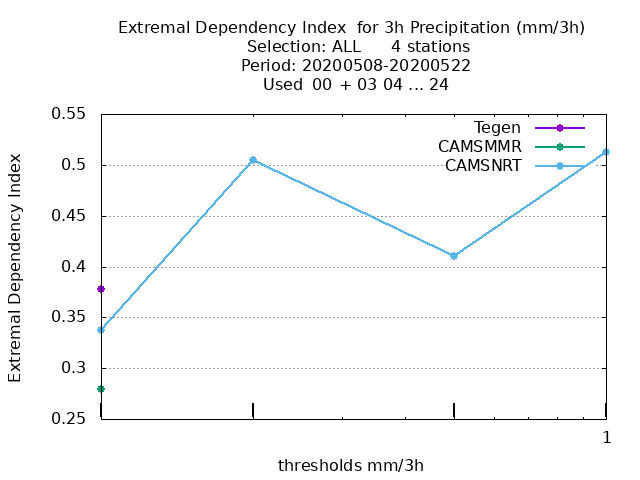 Extremal Dependency Index  for 3h Precipitation (mm/3h)
Selection: ALL      4 stations
Period: 20200508-20200522
Used  00 + 03 04 ... 24
Extremal Dependency Index
0.55
0.5
0.45
0.4
0.35
0.3
0.25
Tegen
CAMSMMR
CAMSNRT
1
thresholds mm/3h